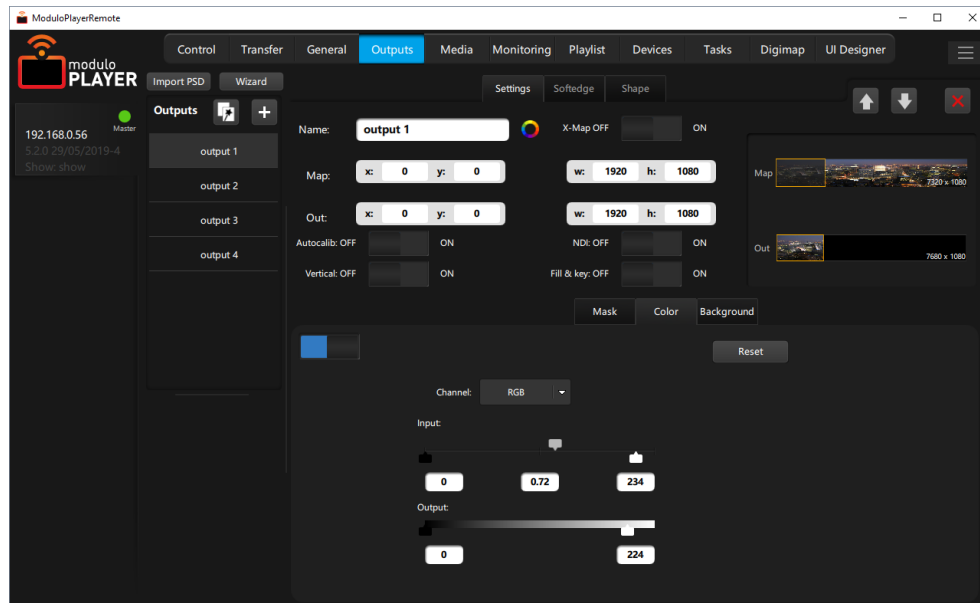 ModuloPlayerRemote
modulo
PLAYER
Control Transfer General Outputs Media Monitoring Playlist Devices Tasks Digimap UI Designer
Import PSD Wizard
Settings Softedge Shape
Outputs
192.168.0.56 Master
5.2.0 29/05/2019-4
Show: show
output 1
output 2
output 3
output 4
Name: output 1 X-Map OFF ON
Map: x: 0 y: 0 w: 1920 h: 1080
Out: x: 0 y: 0 w: 1920 h: 1080
Autocalib: OFF ON NDI: OFF ON
Vertical: OFF ON Fill & key: OFF ON
Map 7320 x 1080
Out 7680 x 1080
Mask Color Background
Reset
Channel: RGB
Input:
0 0.72 234
Output:
0 224